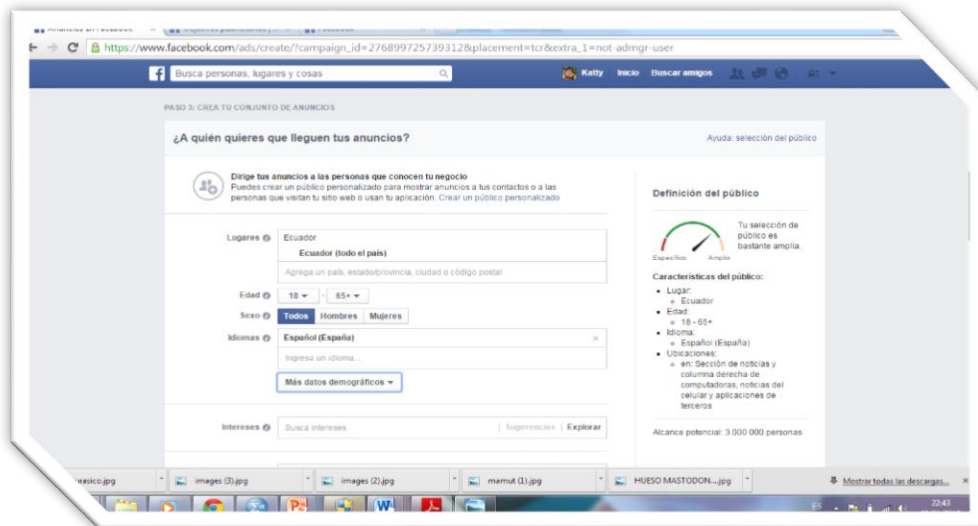 https://www.facebook.com/ads/create/?campaign_id=276899725739312&placement=tcr&extra_1=not-admgr-user
Busca personas, lugares y cosas
Katty Inicio Buscar amigos
PASO 3: CREA TU CONJUNTO DE ANUNCIOS
¿A quién quieres que lleguen tus anuncios?
Ayuda: selección del público
Dirige tus anuncios a las personas que conocen tu negocio
Puedes crear un público personalizado para mostrar anuncios a tus contactos o a las
personas que visitan tu sitio web o usan tu aplicación. Crear un público personalizado
Lugares Ecuador
Ecuador (todo el país)
Agrega un país, estado/provincia, ciudad o código postal
Edad 18 - 65+
Sexo Todos Hombres Mujeres
Idiomas Español (España)
Ingresa un idioma...
Más datos demográficos
Intereses Busca intereses | Sugerencias | Explorar
Definición del público
Tu selección de
público es
bastante amplia.
Específico Amplio
Características del público:
Lugar:
Ecuador
Edad:
18 - 65+
Idioma:
Español (España)
Ubicaciones:
en: Sección de noticias y
columna derecha de
computadoras, noticias del
celular y aplicaciones de
terceros
Alcance potencial: 3 000 000 personas
images (3).jpg
images (2).jpg
mamut (1).jpg
HUESO MASTODON....jpg
Mostrar todas las descargas...
ES
22:43